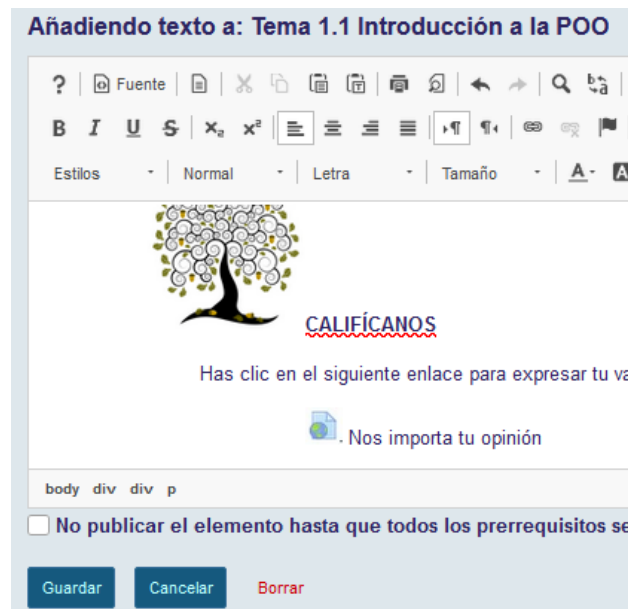 Añadiendo texto a: Tema 1.1 Introducción a la POO
? Fuente
B I U S x₂ x²
Estilos Normal Letra Tamaño A A
CALIFÍCANOS
Has clic en el siguiente enlace para expresar tu
. Nos importa tu opinión
body div div p
No publicar el elemento hasta que todos los prerrequisitos
Guardar Cancelar Borrar